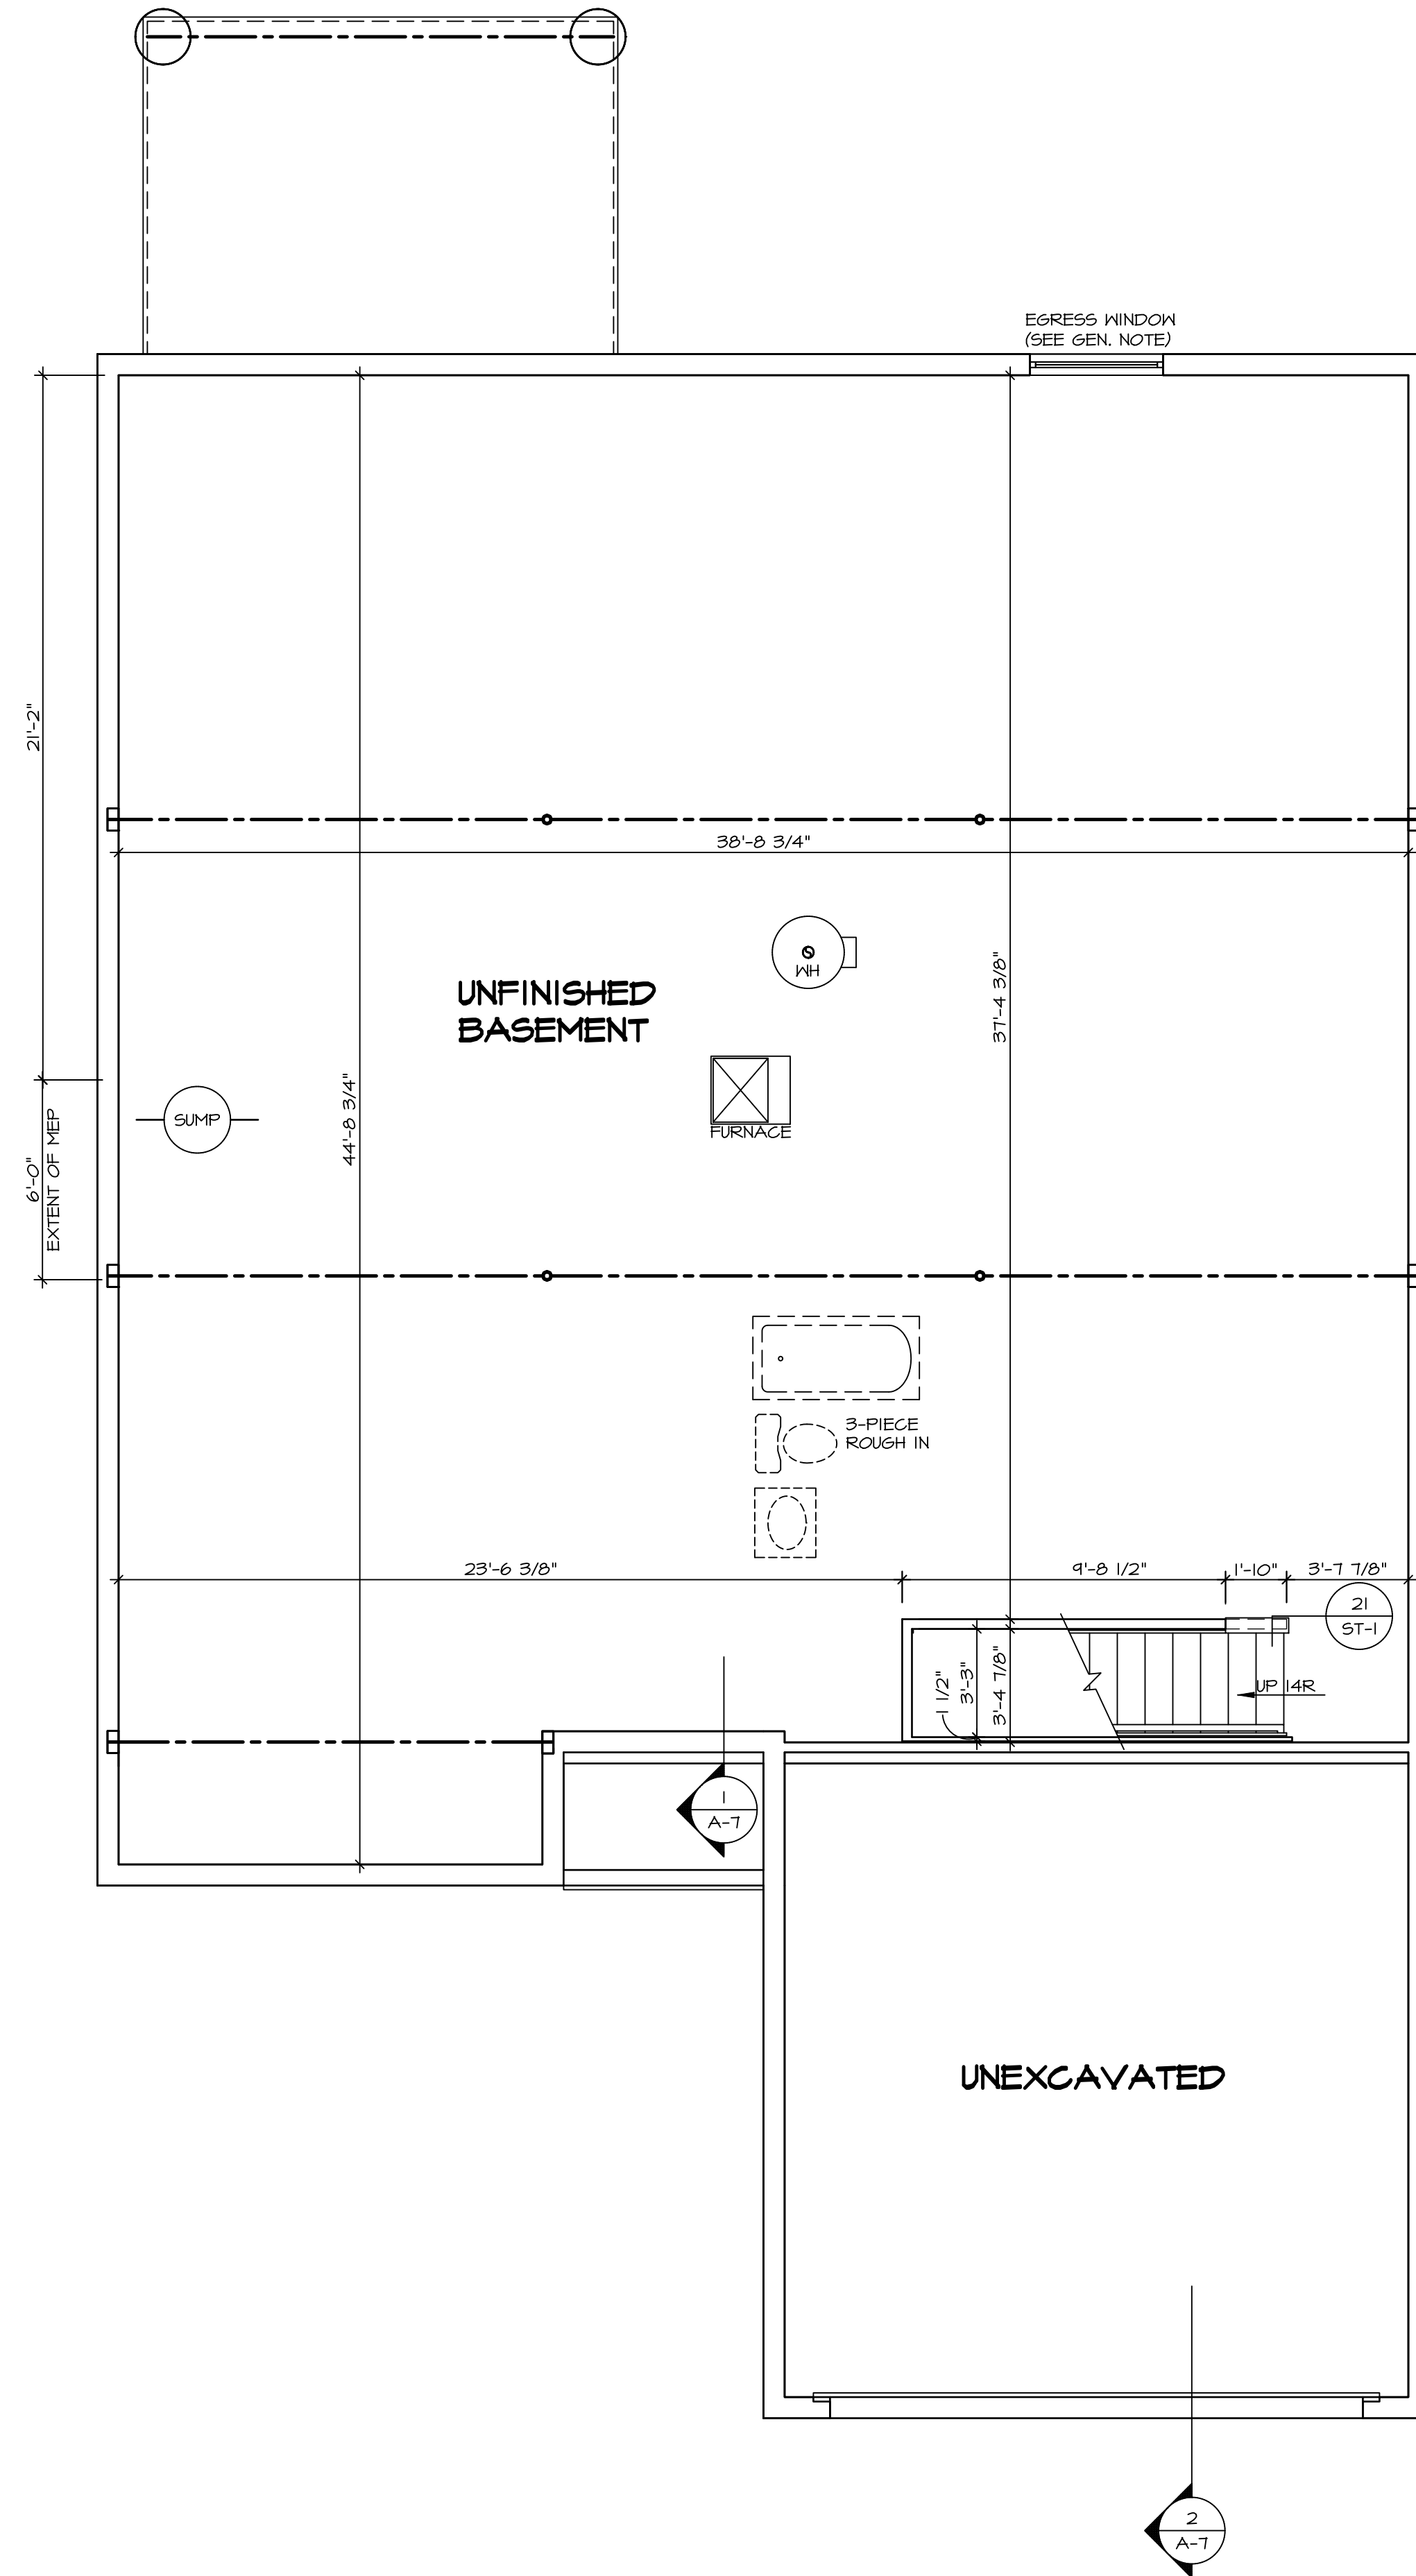 EGRESS WINDOW
(SEE GEN. NOTE)
21'-2"
38'-8 3/4"
WH
UNFINISHED
BASEMENT
37'-4 3/8"
44'-8 3/4"
SUMP
FURNACE
6'-0"
EXTENT OF MEP
3-PIECE
ROUGH IN
23'-6 3/8"
9'-8 1/2"
1'-10"
3'-7 7/8"
21
ST-1
1 1/2"
3'-3"
3'-4 7/8"
UP 14R
1
A-7
UNEXCAVATED
2
A-7